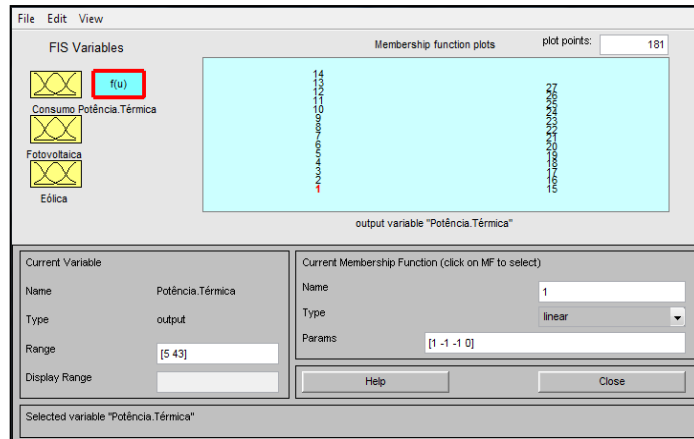 File Edit View
FIS Variables
Membership function plots
plot points:
181
f(u)
Consumo Potência.Térmica
Fotovoltaica
Eólica
14
13
12
11
10
9
8
7
6
5
4
3
2
1
27
26
25
24
23
22
21
20
19
18
17
16
15
output variable "Potência.Térmica"
Current Variable
Name Potência.Térmica
Type output
Range [5 43]
Display Range
Current Membership Function (click on MF to select)
Name 1
Type linear
Params [1 -1 -1 0]
Help Close
Selected variable "Potência.Térmica"